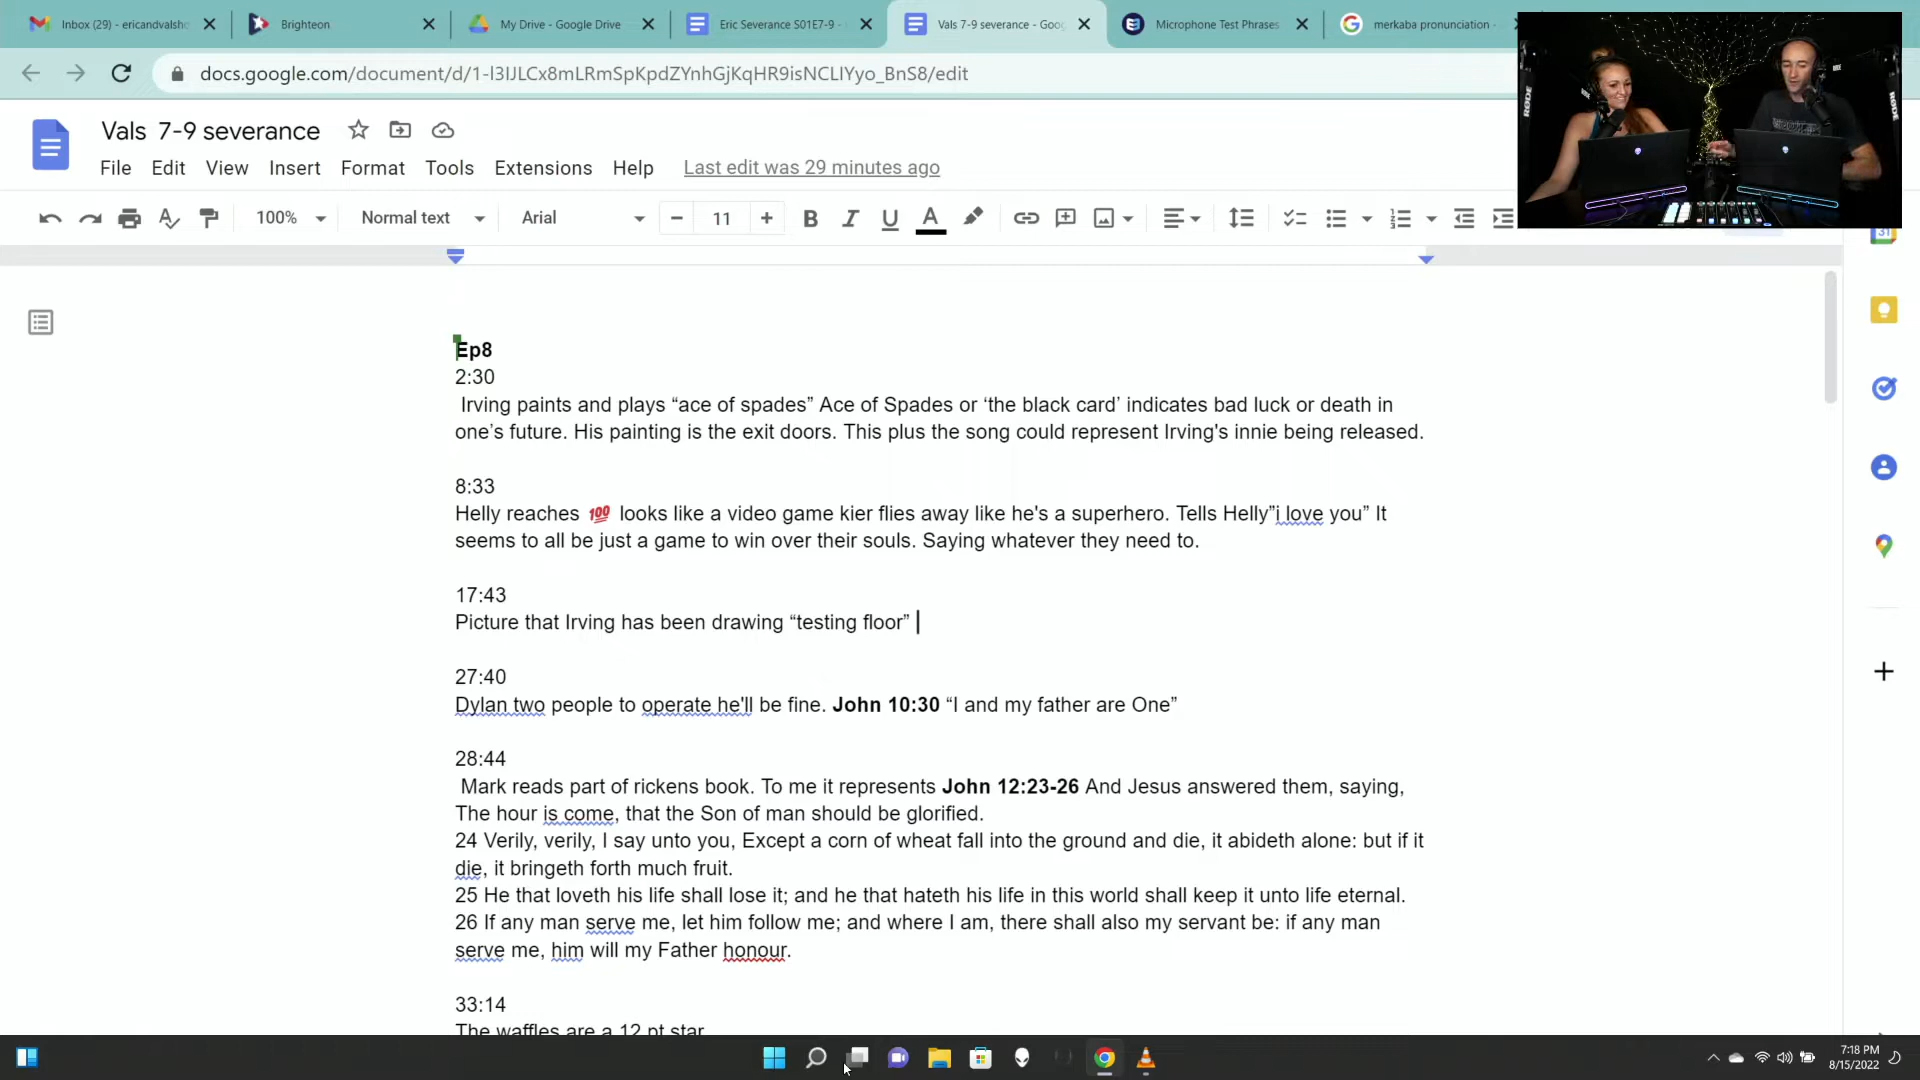 Inbox (29) - ericandvalsh
Brighteon
My Drive - Google Drive
Eric Severance S01E7-9 -
Vals 7-9 severance - Goog
Microphone Test Phrases
merkaba pronunciation -
docs.google.com/document/d/1-l3IJLCx8mLRmSpKpdZYnhGjKqHR9isNCLIYyo_BnS8/edit
Vals 7-9 severance
File Edit View Insert Format Tools Extensions Help Last edit was 29 minutes ago
100% Normal text Arial 11
RØDE
RØDE
31
Ep8
2:30
Irving paints and plays “ace of spades” Ace of Spades or ‘the black card’ indicates bad luck or death in
one’s future. His painting is the exit doors. This plus the song could represent Irving's innie being released.
8:33
Helly reaches 💯 looks like a video game kier flies away like he's a superhero. Tells Helly”i love you” It
seems to all be just a game to win over their souls. Saying whatever they need to.
17:43
Picture that Irving has been drawing “testing floor”
27:40
Dylan two people to operate he'll be fine. John 10:30 “I and my father are One”
28:44
Mark reads part of rickens book. To me it represents John 12:23-26 And Jesus answered them, saying,
The hour is come, that the Son of man should be glorified.
24 Verily, verily, I say unto you, Except a corn of wheat fall into the ground and die, it abideth alone: but if it
die, it bringeth forth much fruit.
25 He that loveth his life shall lose it; and he that hateth his life in this world shall keep it unto life eternal.
26 If any man serve me, let him follow me; and where I am, there shall also my servant be: if any man
serve me, him will my Father honour.
33:14
The waffles are a 12 pt star
7:18 PM
8/15/2022